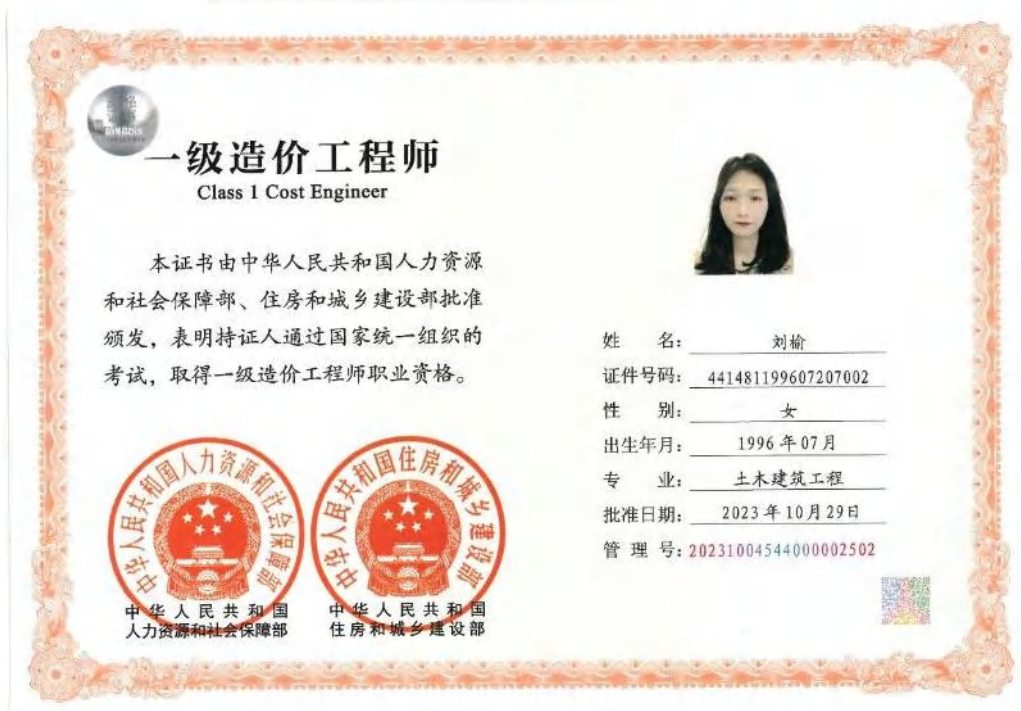 一级造价工程师
Class 1 Cost Engineer
本证书由中华人民共和国人力资源
和社会保障部、住房和城乡建设部批准
颁发，表明持证人通过国家统一组织的
考试，取得一级造价工程师职业资格。
中华人民共和国人力资源和社会保障部
中华人民共和国住房和城乡建设部
中华人民共和国
人力资源和社会保障部
中华人民共和国
住房和城乡建设部
姓 名：刘榆
证件号码：441481199607207002
性 别：女
出生年月：1996年07月
专 业：土木建筑工程
批准日期：2023年10月29日
管 理 号：20231004544000002502